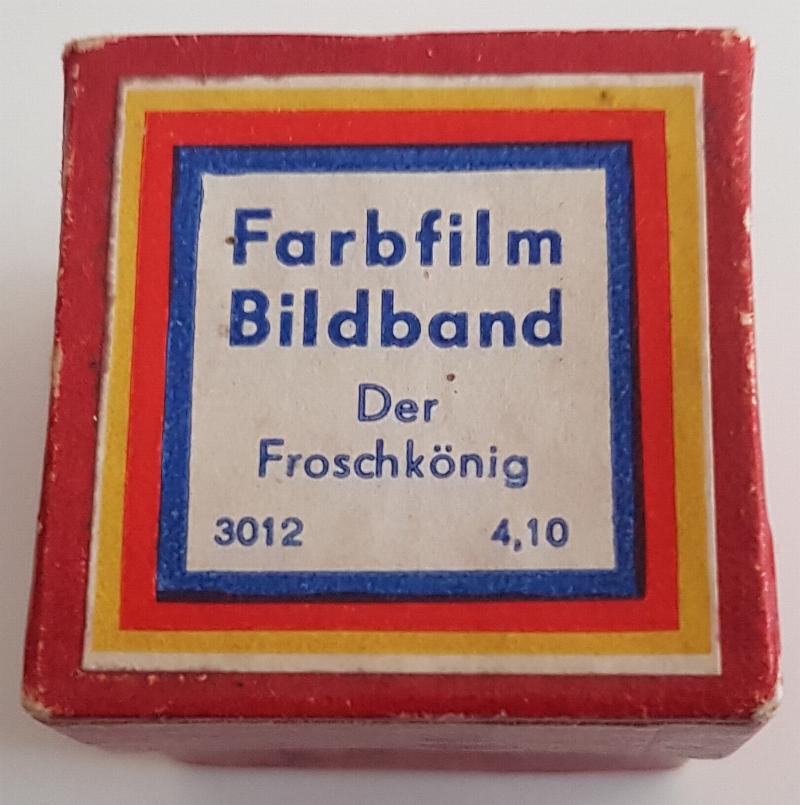 Farbfilm
Bildband
Der
Froschkönig
3012 4,10